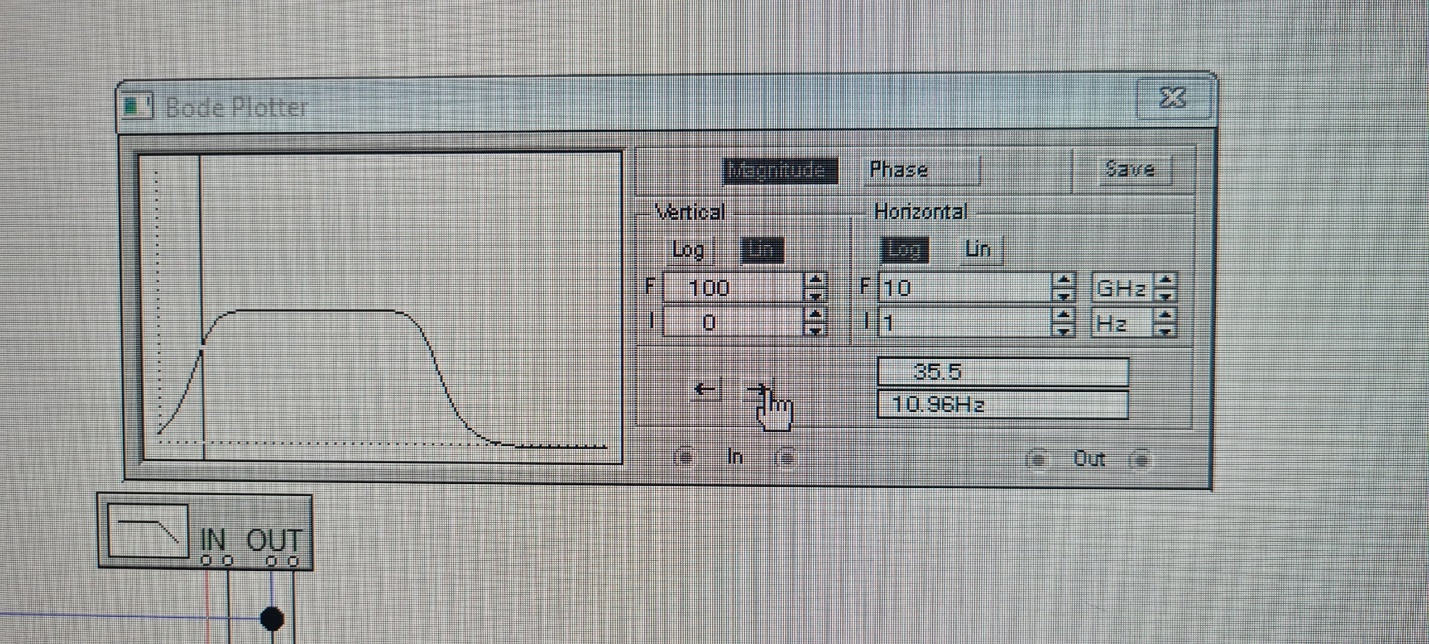 Bode Plotter
Magnitude Phase Save
Vertical Horizontal
Log Lin Log Lin
F 100 F 10 GHz
I 0 I 1 Hz
35.5
10.96Hz
In Out
IN OUT